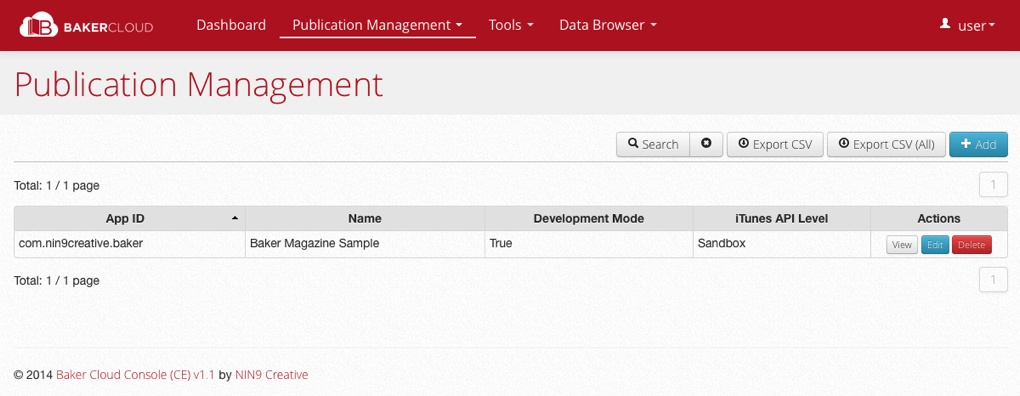 BAKERCLOUD Dashboard Publication Management Tools Data Browser user
Publication Management
Search Export CSV Export CSV (All) Add
Total: 1 / 1 page 1
App ID Name Development Mode iTunes API Level Actions
com.nin9creative.baker Baker Magazine Sample True Sandbox View Edit Delete
Total: 1 / 1 page 1
© 2014 Baker Cloud Console (CE) v1.1 by NIN9 Creative